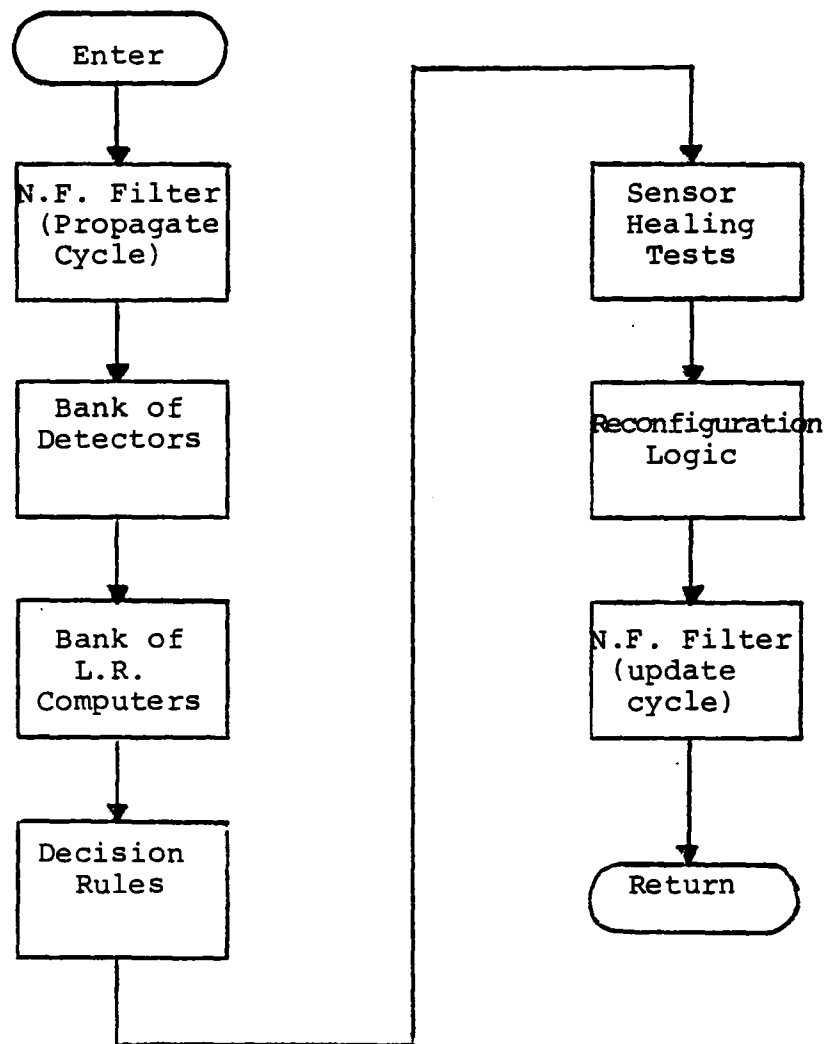 Enter
N.F. Filter
(Propagate
Cycle)
Bank of
Detectors
Bank of
L.R.
Computers
Decision
Rules
Sensor
Healing
Tests
Reconfiguration
Logic
N.F. Filter
(update
cycle)
Return